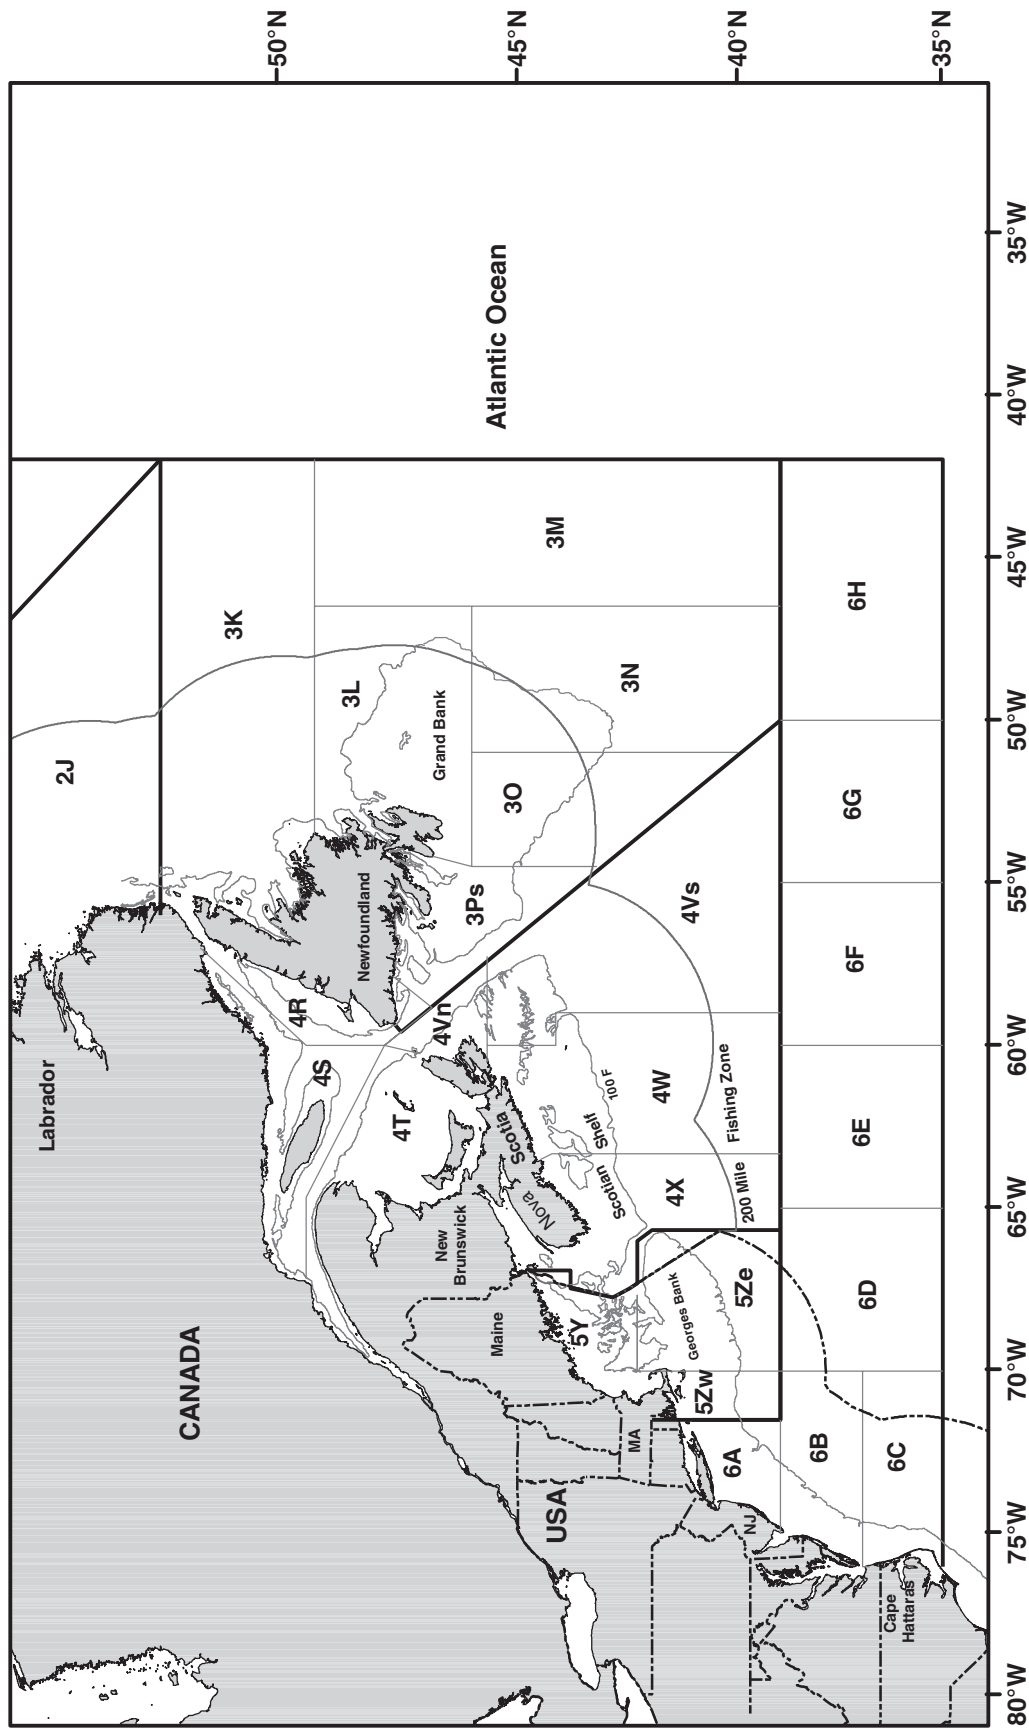 50°N
45°N
40°N
35°N
80°W
75°W
70°W
65°W
60°W
55°W
50°W
45°W
40°W
35°W
Labrador
2J
CANADA
3K
4S
4R
Newfoundland
3L
Grand Bank
3M
4T
4Vn
3Ps
3O
3N
Atlantic Ocean
New
Brunswick
Maine
Nova Scotia
USA
MA
5Y
Scotian Shelf
100 F
4X
4W
4Vs
Georges Bank
5Zw
5Ze
200 Mile Fishing Zone
NJ
6A
6B
6C
6D
6E
6F
6G
6H
Cape
Hattaras